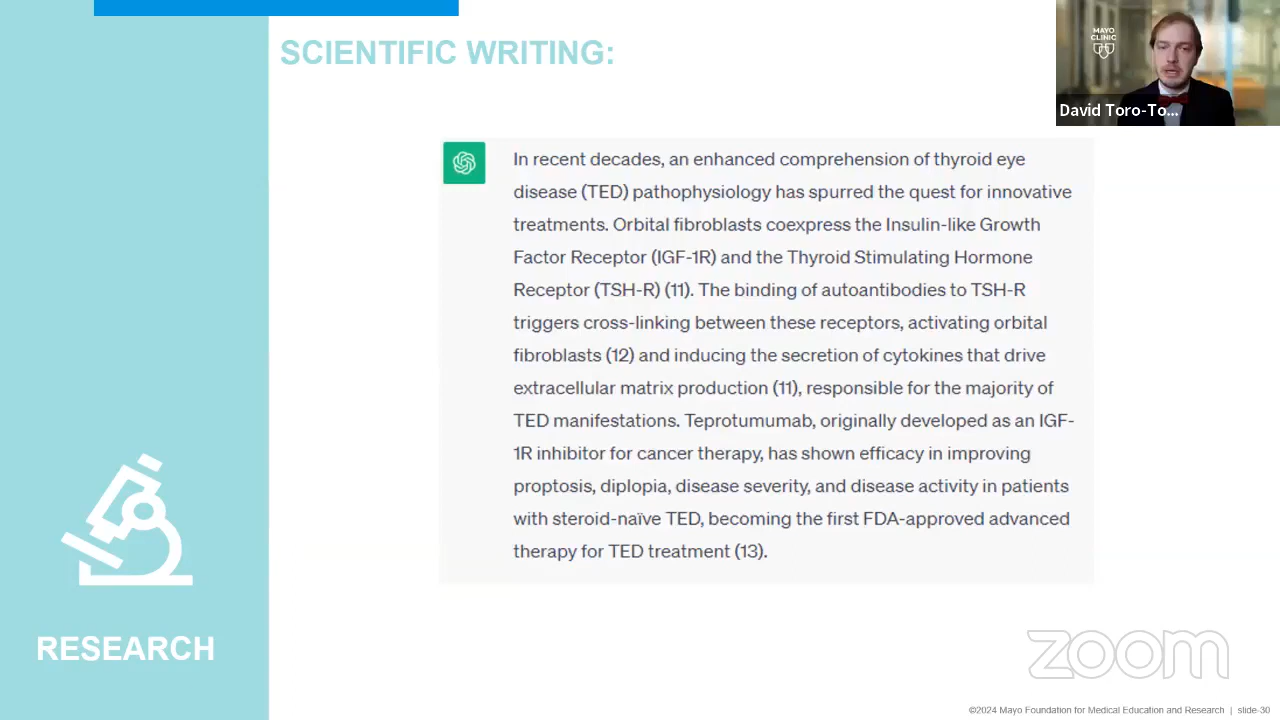 SCIENTIFIC WRITING:
MAYO
CLINIC
David Toro-To...
In recent decades, an enhanced comprehension of thyroid eye
disease (TED) pathophysiology has spurred the quest for innovative
treatments. Orbital fibroblasts coexpress the Insulin-like Growth
Factor Receptor (IGF-1R) and the Thyroid Stimulating Hormone
Receptor (TSH-R) (11). The binding of autoantibodies to TSH-R
triggers cross-linking between these receptors, activating orbital
fibroblasts (12) and inducing the secretion of cytokines that drive
extracellular matrix production (11), responsible for the majority of
TED manifestations. Teprotumumab, originally developed as an IGF-
1R inhibitor for cancer therapy, has shown efficacy in improving
proptosis, diplopia, disease severity, and disease activity in patients
with steroid-naïve TED, becoming the first FDA-approved advanced
therapy for TED treatment (13).
RESEARCH
zoom
©2024 Mayo Foundation for Medical Education and Research | slide-30